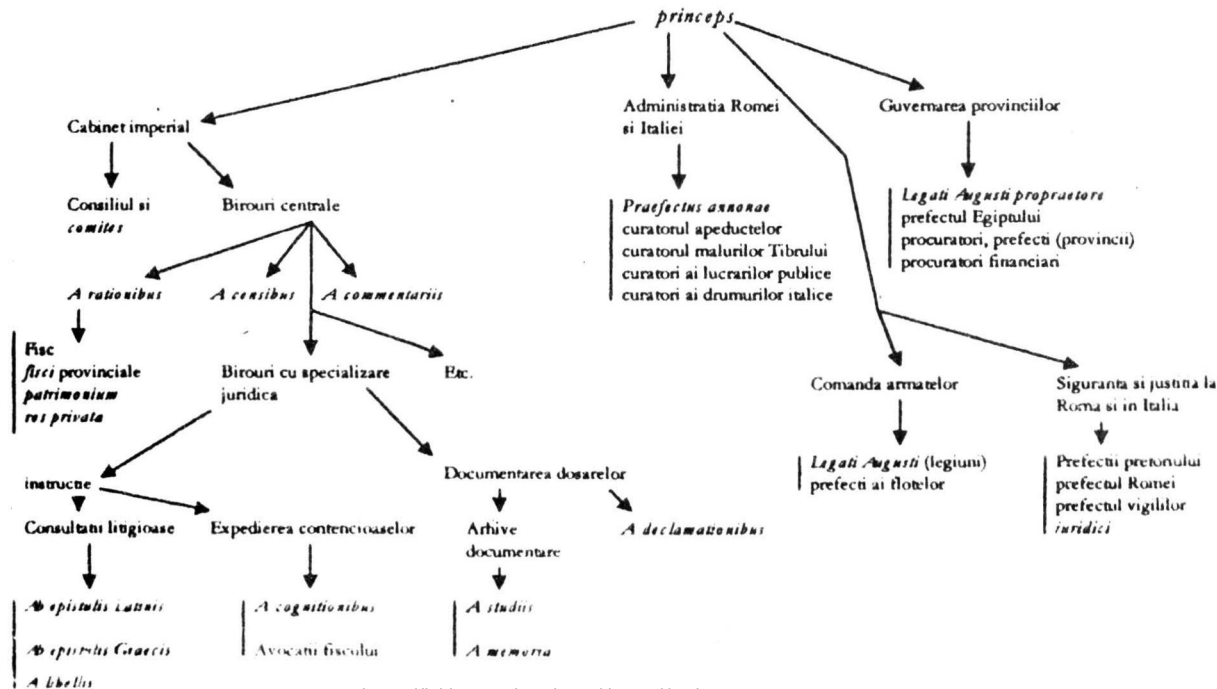 princeps
Administratia Romei
si Italiei
Guvernarea provinciilor
Cabinet imperial
Consiliul si
comites
Birouri centrale
Praefectus annonae
curatorul apeductelor
curatorul malurilor Tibrului
curatori ai lucrarilor publice
curatori ai drumurilor italice
Legati Augusti propraetore
prefectul Egiptului
procuratori, prefecti (provincii)
procuratori financiari
A rationibus
A censibus
A commentariis
Fisc
fisci provinciale
patrimonium
res privata
Birouri cu specializare
juridica
Etc.
Comanda armatelor
Siguranta si justitia la
Roma si in Italia
Legati Augusti (legiuni)
prefecti ai flotelor
Prefectii pretoriului
prefectul Romei
prefectul vigililor
iuridici
instructie
Documentarea dosarelor
Consultatii litigioase
Expedierea contencioaselor
Arhive
documentare
A declamationibus
Ab epistulis Latinis
Ab epistulis Graecis
A libellis
A cognitionibus
Avocatii fiscului
A studiis
A memoria